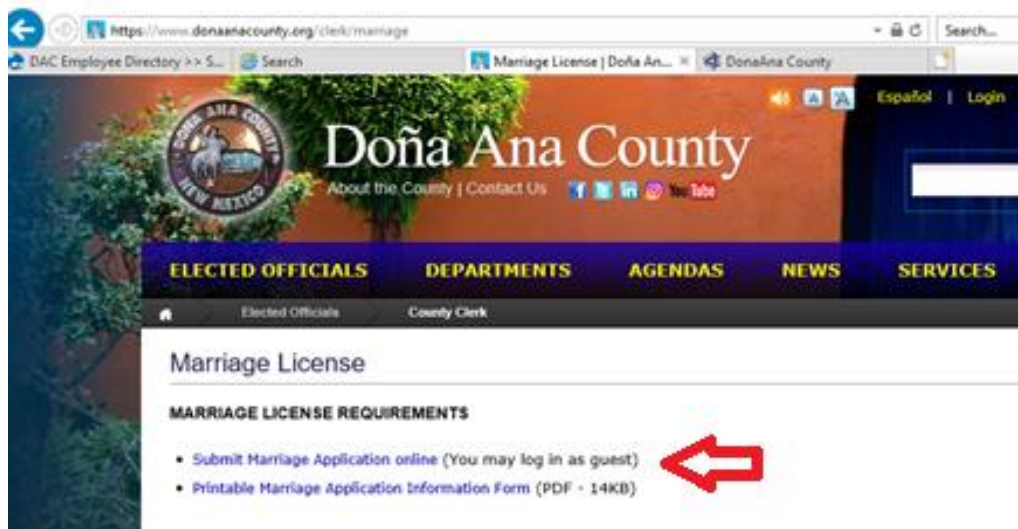 https://www.donaanacounty.org/clerk/marriage
Search...
DAC Employee Directory >> S...
Search
Marriage License | Doña An...
DonaAna County
Español | Login
DOÑA ANA COUNTY
NEW MEXICO
Doña Ana County
About the County | Contact Us
You Tube
ELECTED OFFICIALS DEPARTMENTS AGENDAS NEWS SERVICES
Elected Officials County Clerk
Marriage License
MARRIAGE LICENSE REQUIREMENTS
• Submit Marriage Application online (You may log in as guest)
• Printable Marriage Application Information Form (PDF - 14KB)